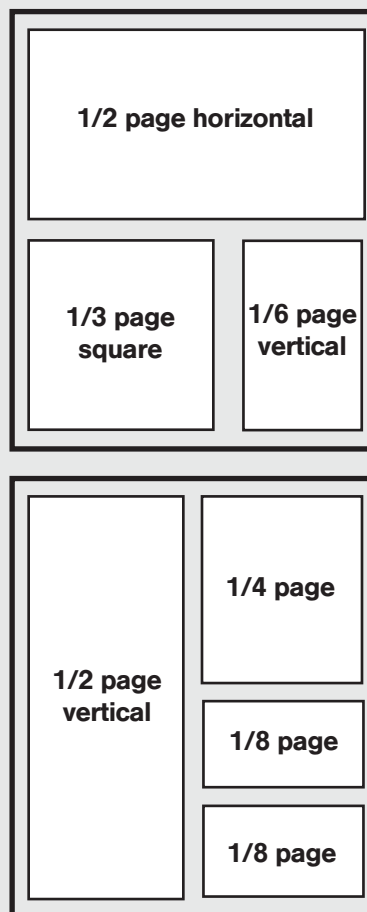 1/2 page horizontal
1/3 page
square
1/6 page
vertical
1/2 page
vertical
1/4 page
1/8 page
1/8 page